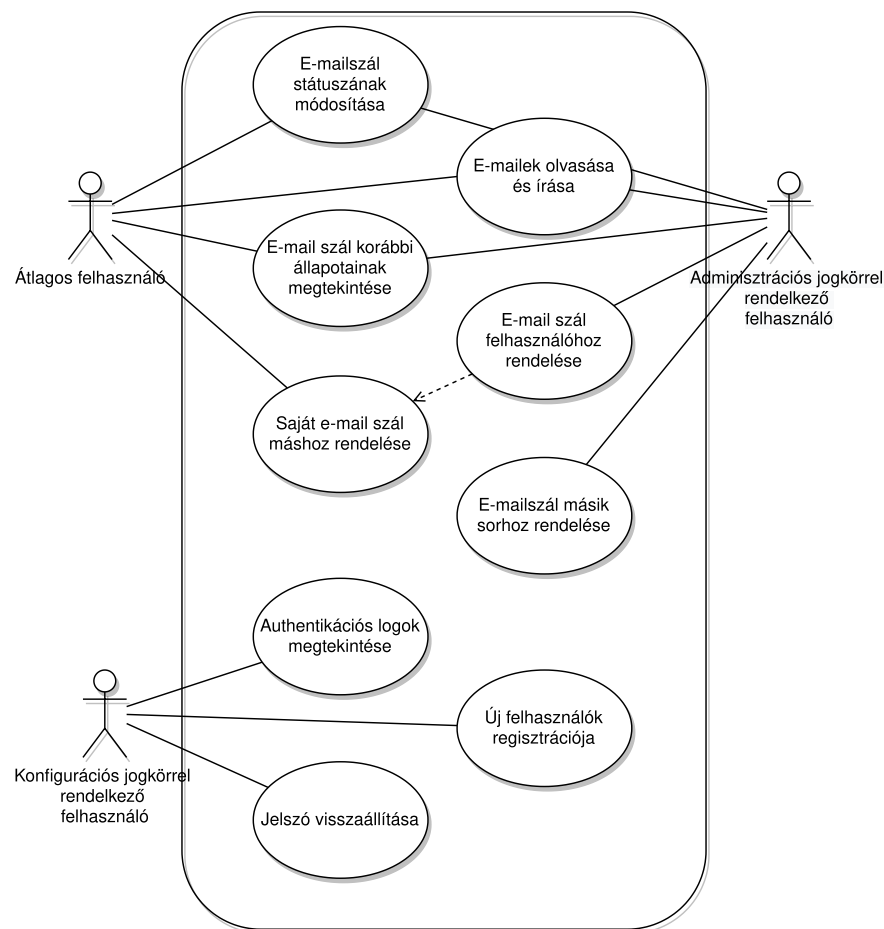 E-mailszál
státuszának
módosítása
E-mailek olvasása
és írása
Átlagos felhasználó
E-mail szál korábbi
állapotainak
megtekintése
Adminisztrációs jogkörrel
rendelkező
felhasználó
E-mail szál
felhasználóhoz
rendelése
Saját e-mail szál
máshoz rendelése
E-mailszál másik
sorhoz rendelése
Authentikációs logok
megtekintése
Új felhasználók
regisztrációja
Konfigurációs jogkörrel
rendelkező
felhasználó
Jelszó visszaállítása